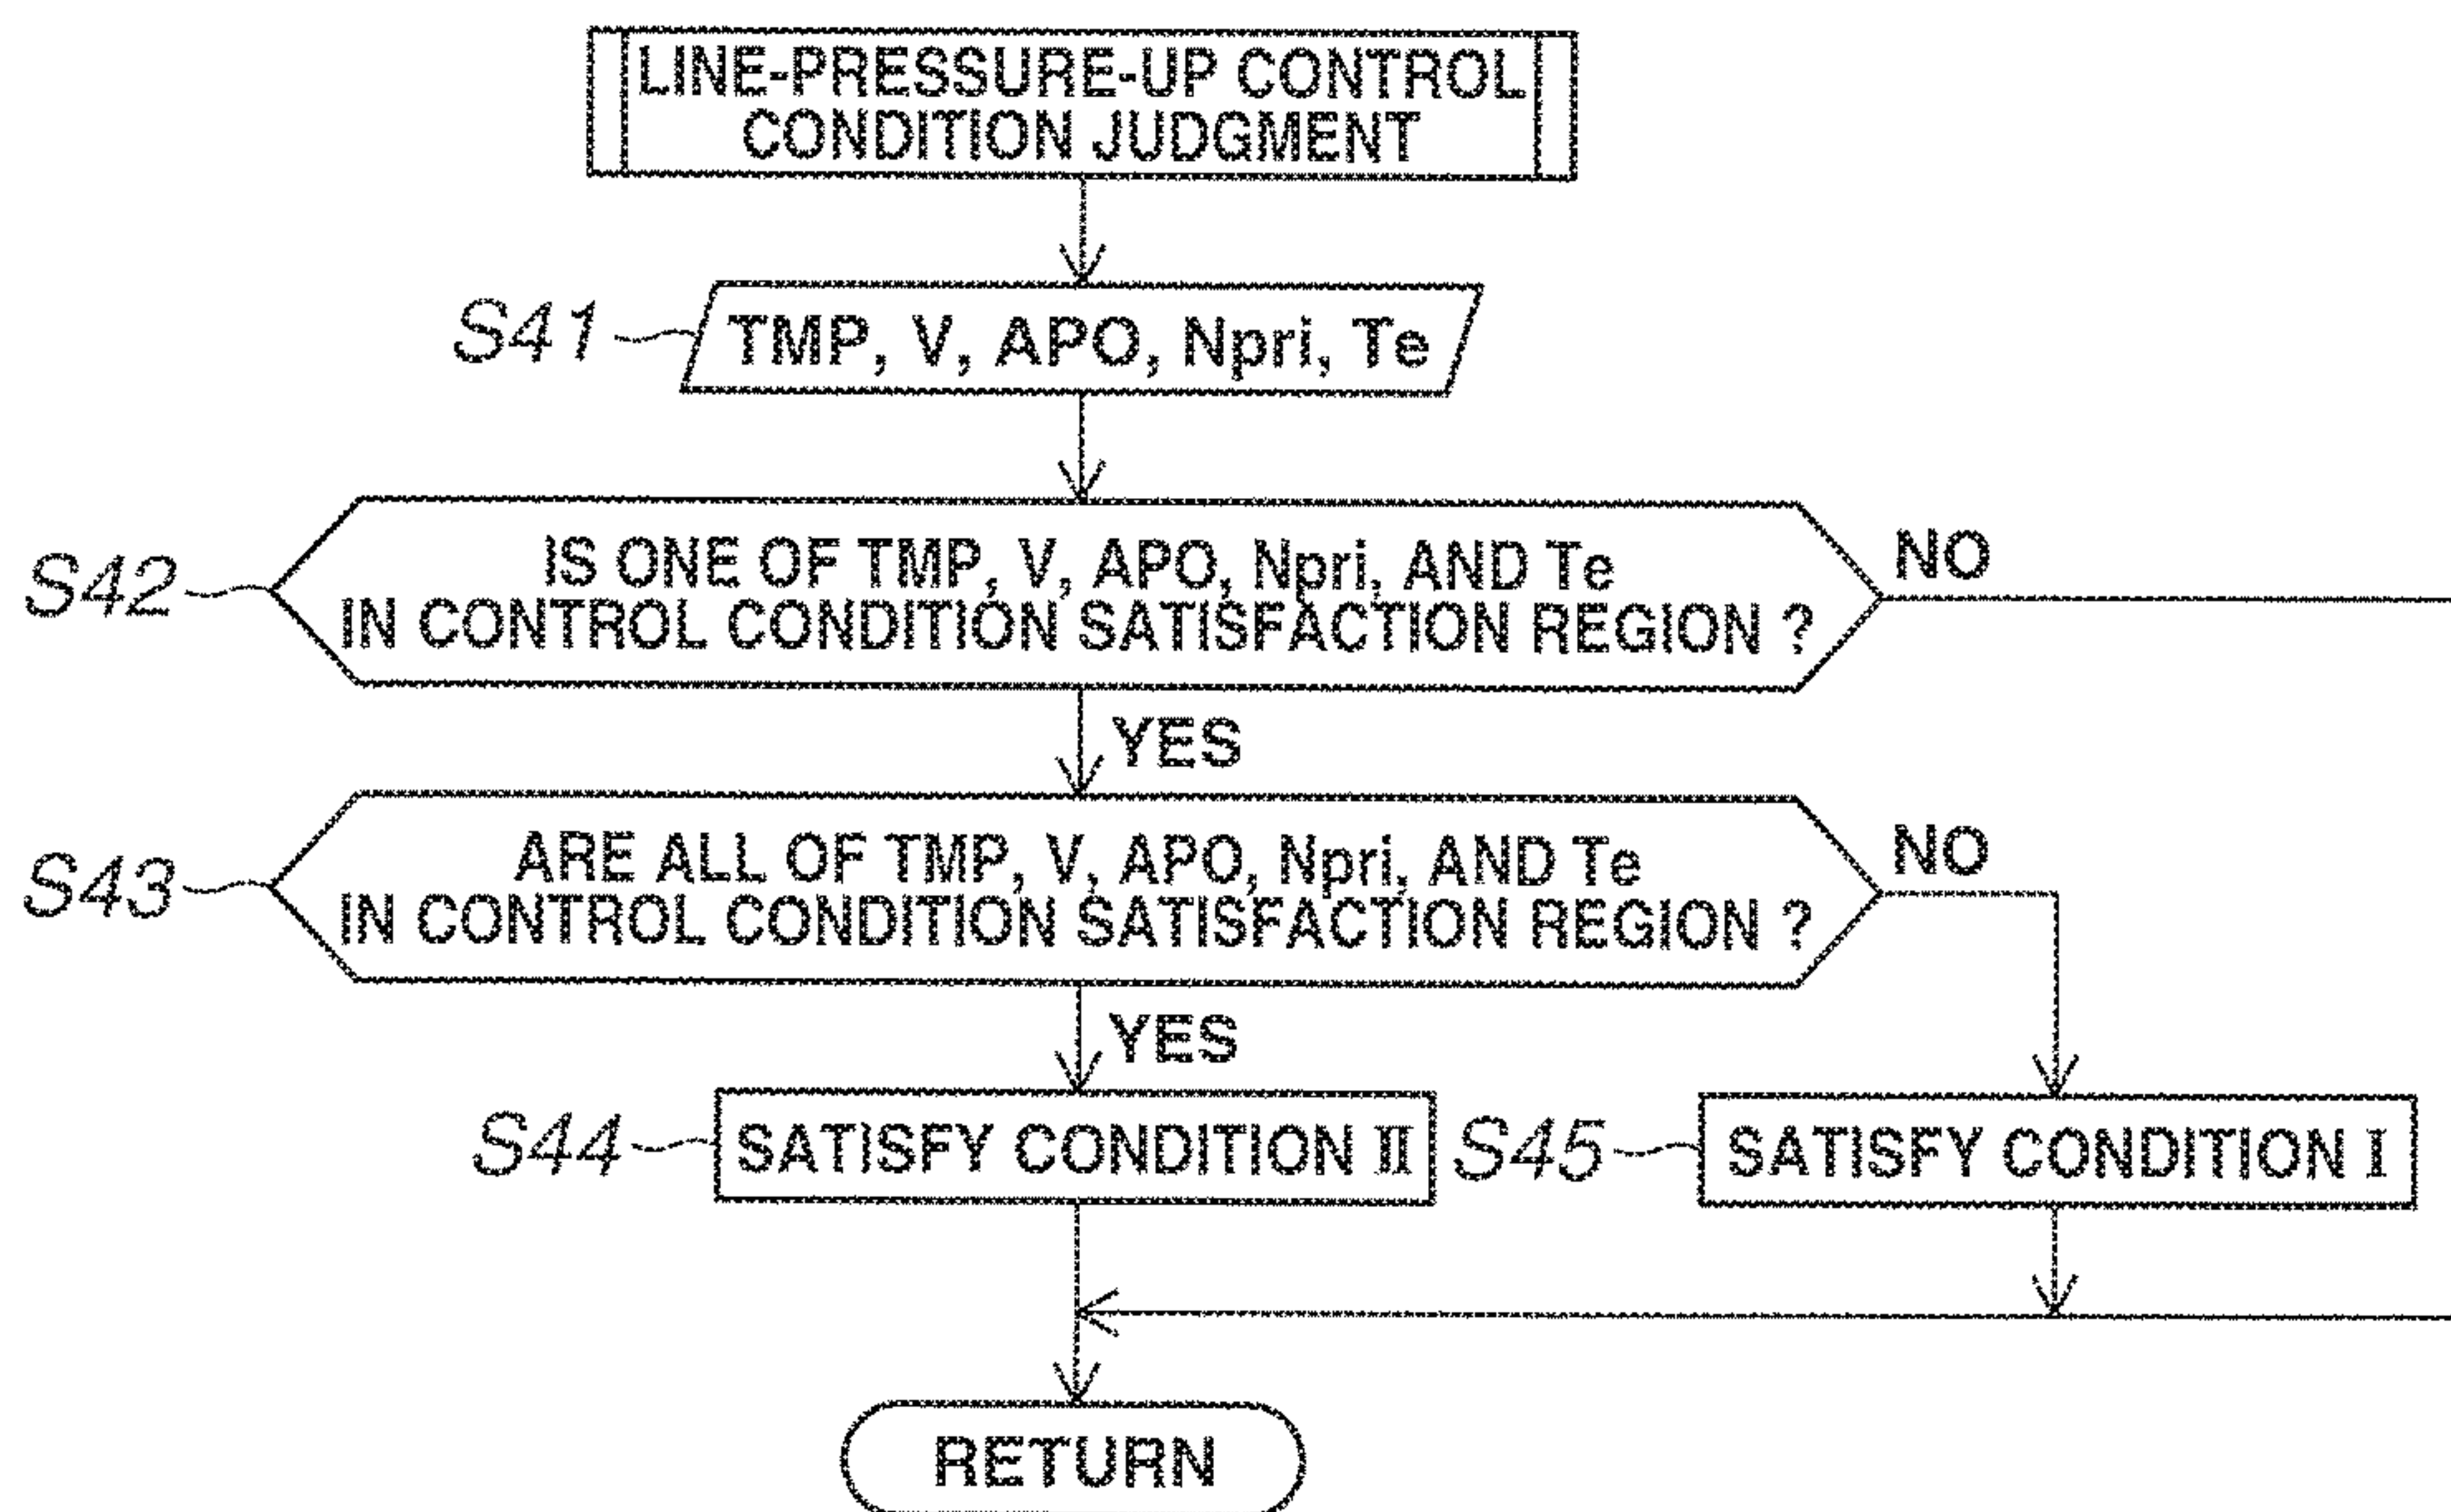 LINE-PRESSURE-UP CONTROL
CONDITION JUDGMENT
S41
TMP, V, APO, Npri, Te
S42
IS ONE OF TMP, V, APO, Npri, AND Te
IN CONTROL CONDITION SATISFACTION REGION ?
NO
YES
S43
ARE ALL OF TMP, V, APO, Npri, AND Te
IN CONTROL CONDITION SATISFACTION REGION ?
NO
YES
S44
SATISFY CONDITION II
S45
SATISFY CONDITION I
RETURN